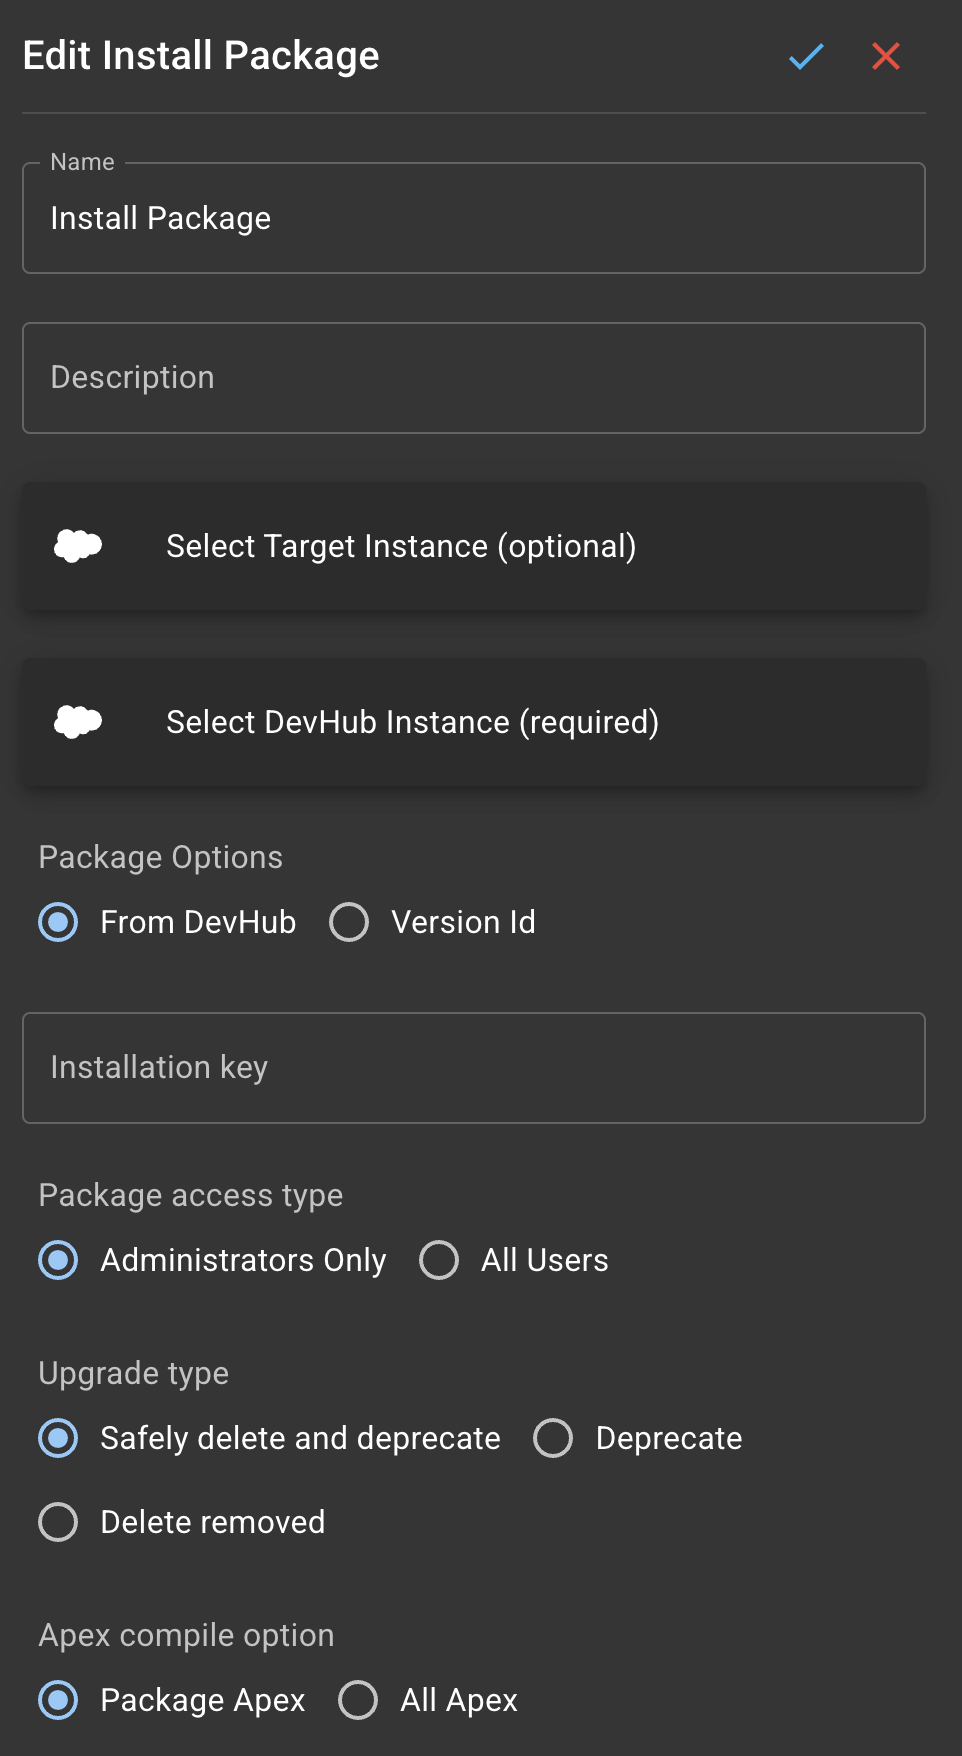 Edit Install Package
Name
Install Package
Description
Select Target Instance (optional)
Select DevHub Instance (required)
Package Options
From DevHub Version Id
Installation key
Package access type
Administrators Only All Users
Upgrade type
Safely delete and deprecate Deprecate
Delete removed
Apex compile option
Package Apex All Apex